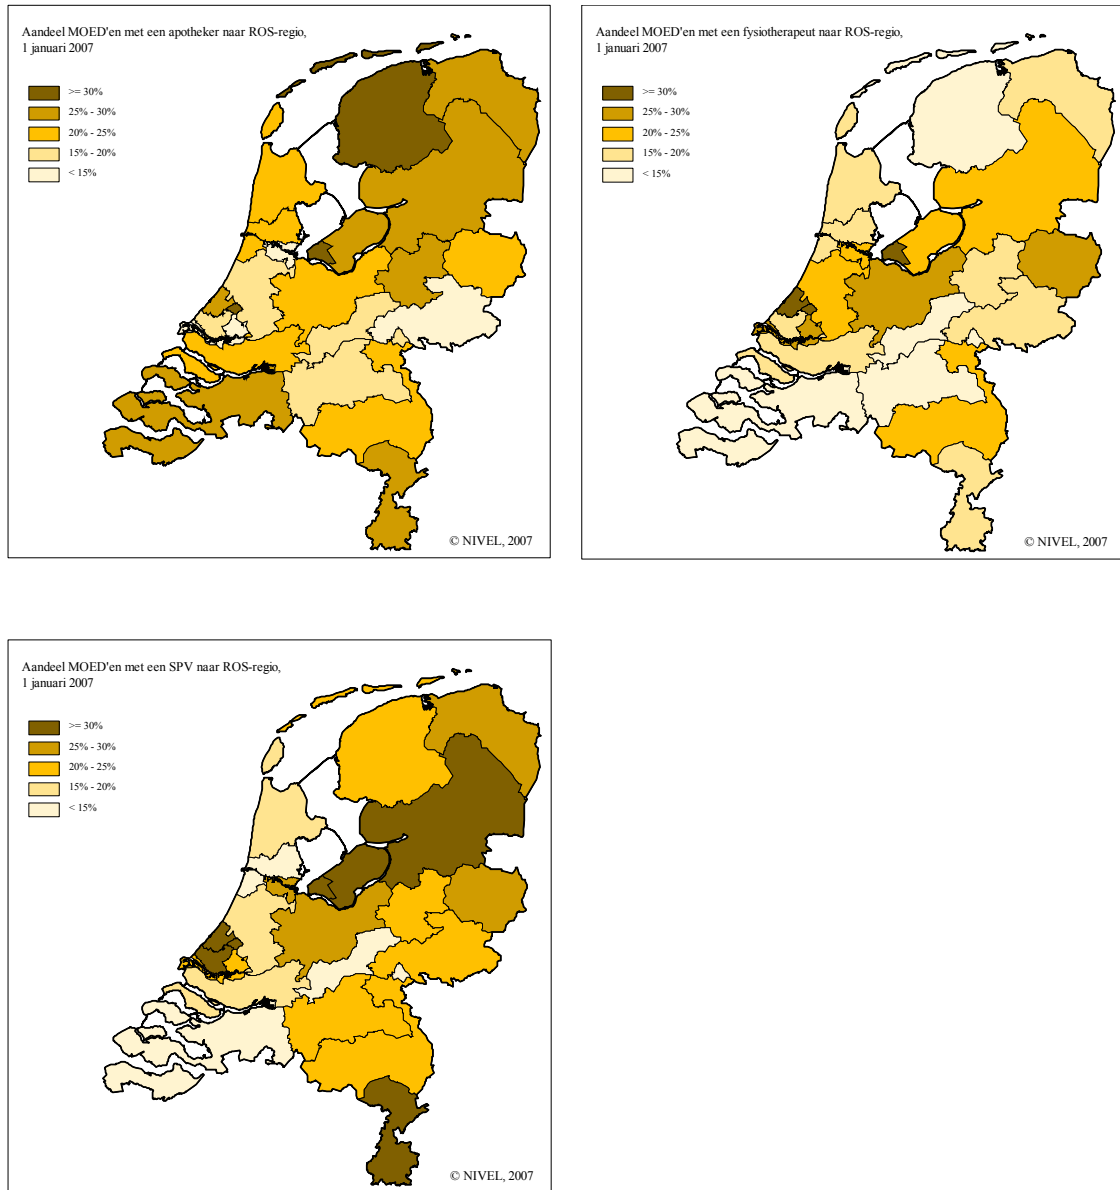 Aandeel MOED'en met een apotheker naar ROS-regio,
1 januari 2007
>= 30%
25% - 30%
20% - 25%
15% - 20%
< 15%
© NIVEL, 2007
Aandeel MOED'en met een fysiotherapeut naar ROS-regio,
1 januari 2007
>= 30%
25% - 30%
20% - 25%
15% - 20%
< 15%
© NIVEL, 2007
Aandeel MOED'en met een SPV naar ROS-regio,
1 januari 2007
>= 30%
25% - 30%
20% - 25%
15% - 20%
< 15%
© NIVEL, 2007